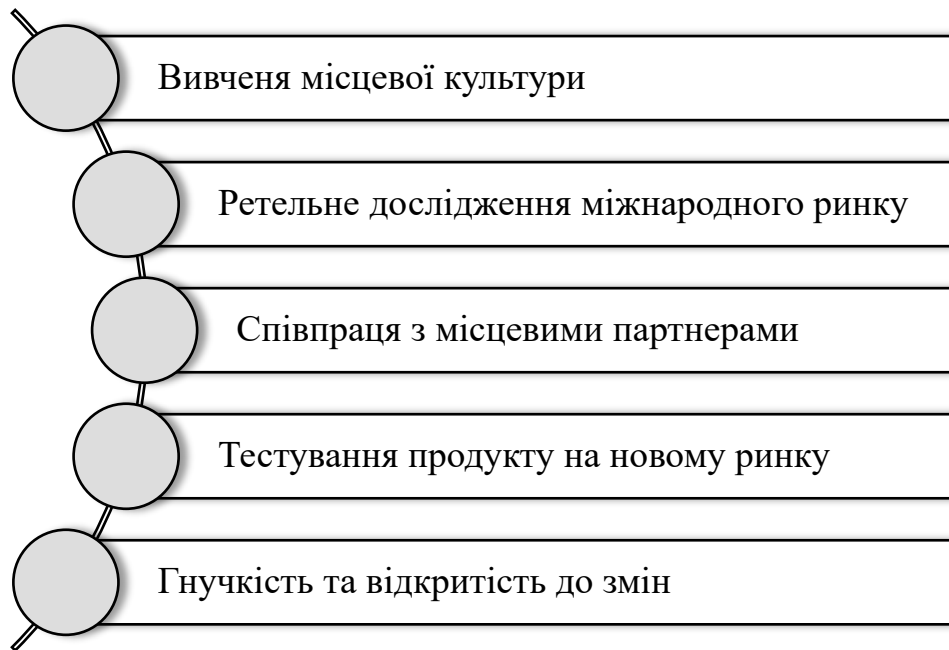 Вивченя місцевої культури
Ретельне дослідження міжнародного ринку
Співпраця з місцевими партнерами
Тестування продукту на новому ринку
Гнучкість та відкритість до змін